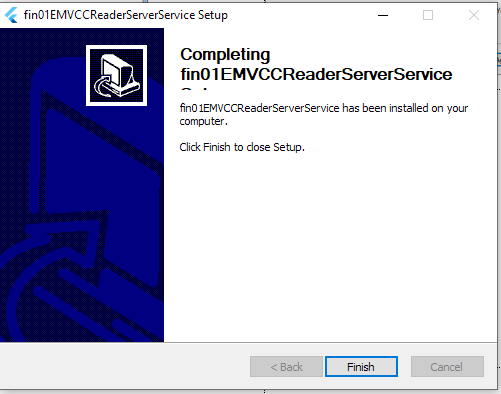 fin01EMVCCReaderServerService Setup
Completing
fin01EMVCCReaderServerService
fin01EMVCCReaderServerService has been installed on your
computer.
Click Finish to close Setup.
< Back
Finish
Cancel